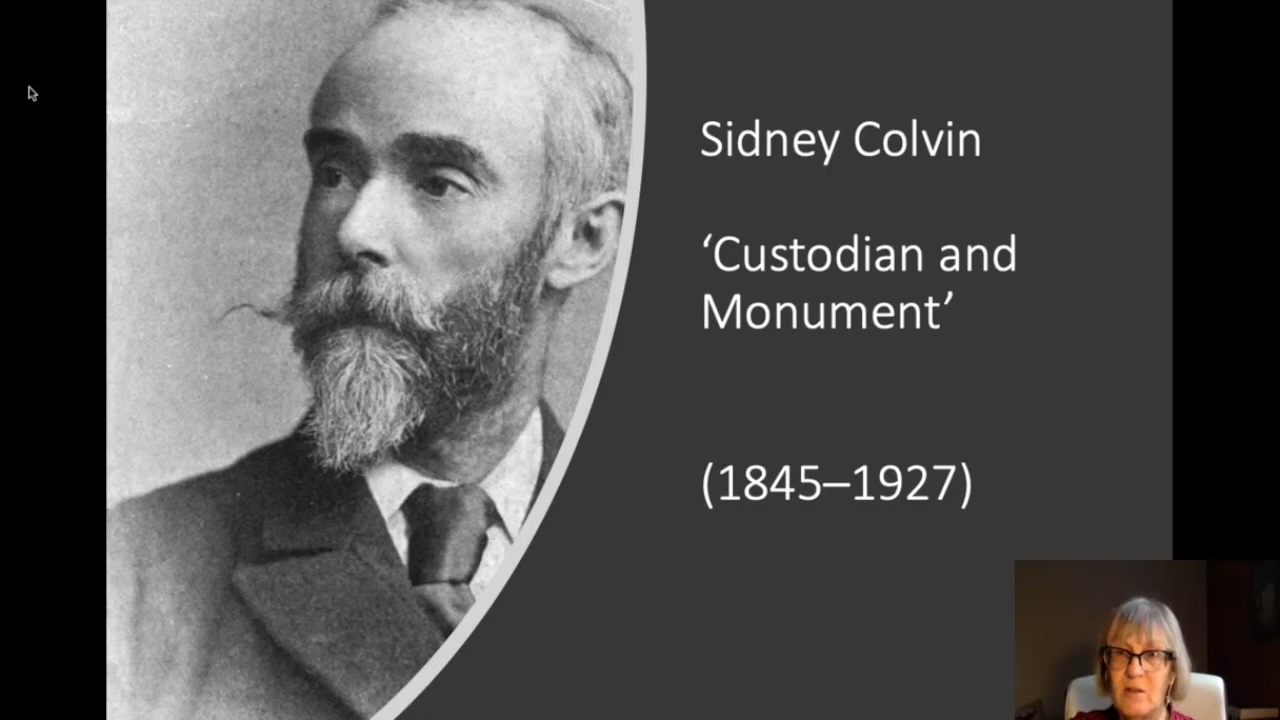 Sidney Colvin
‘Custodian and
Monument’
(1845–1927)